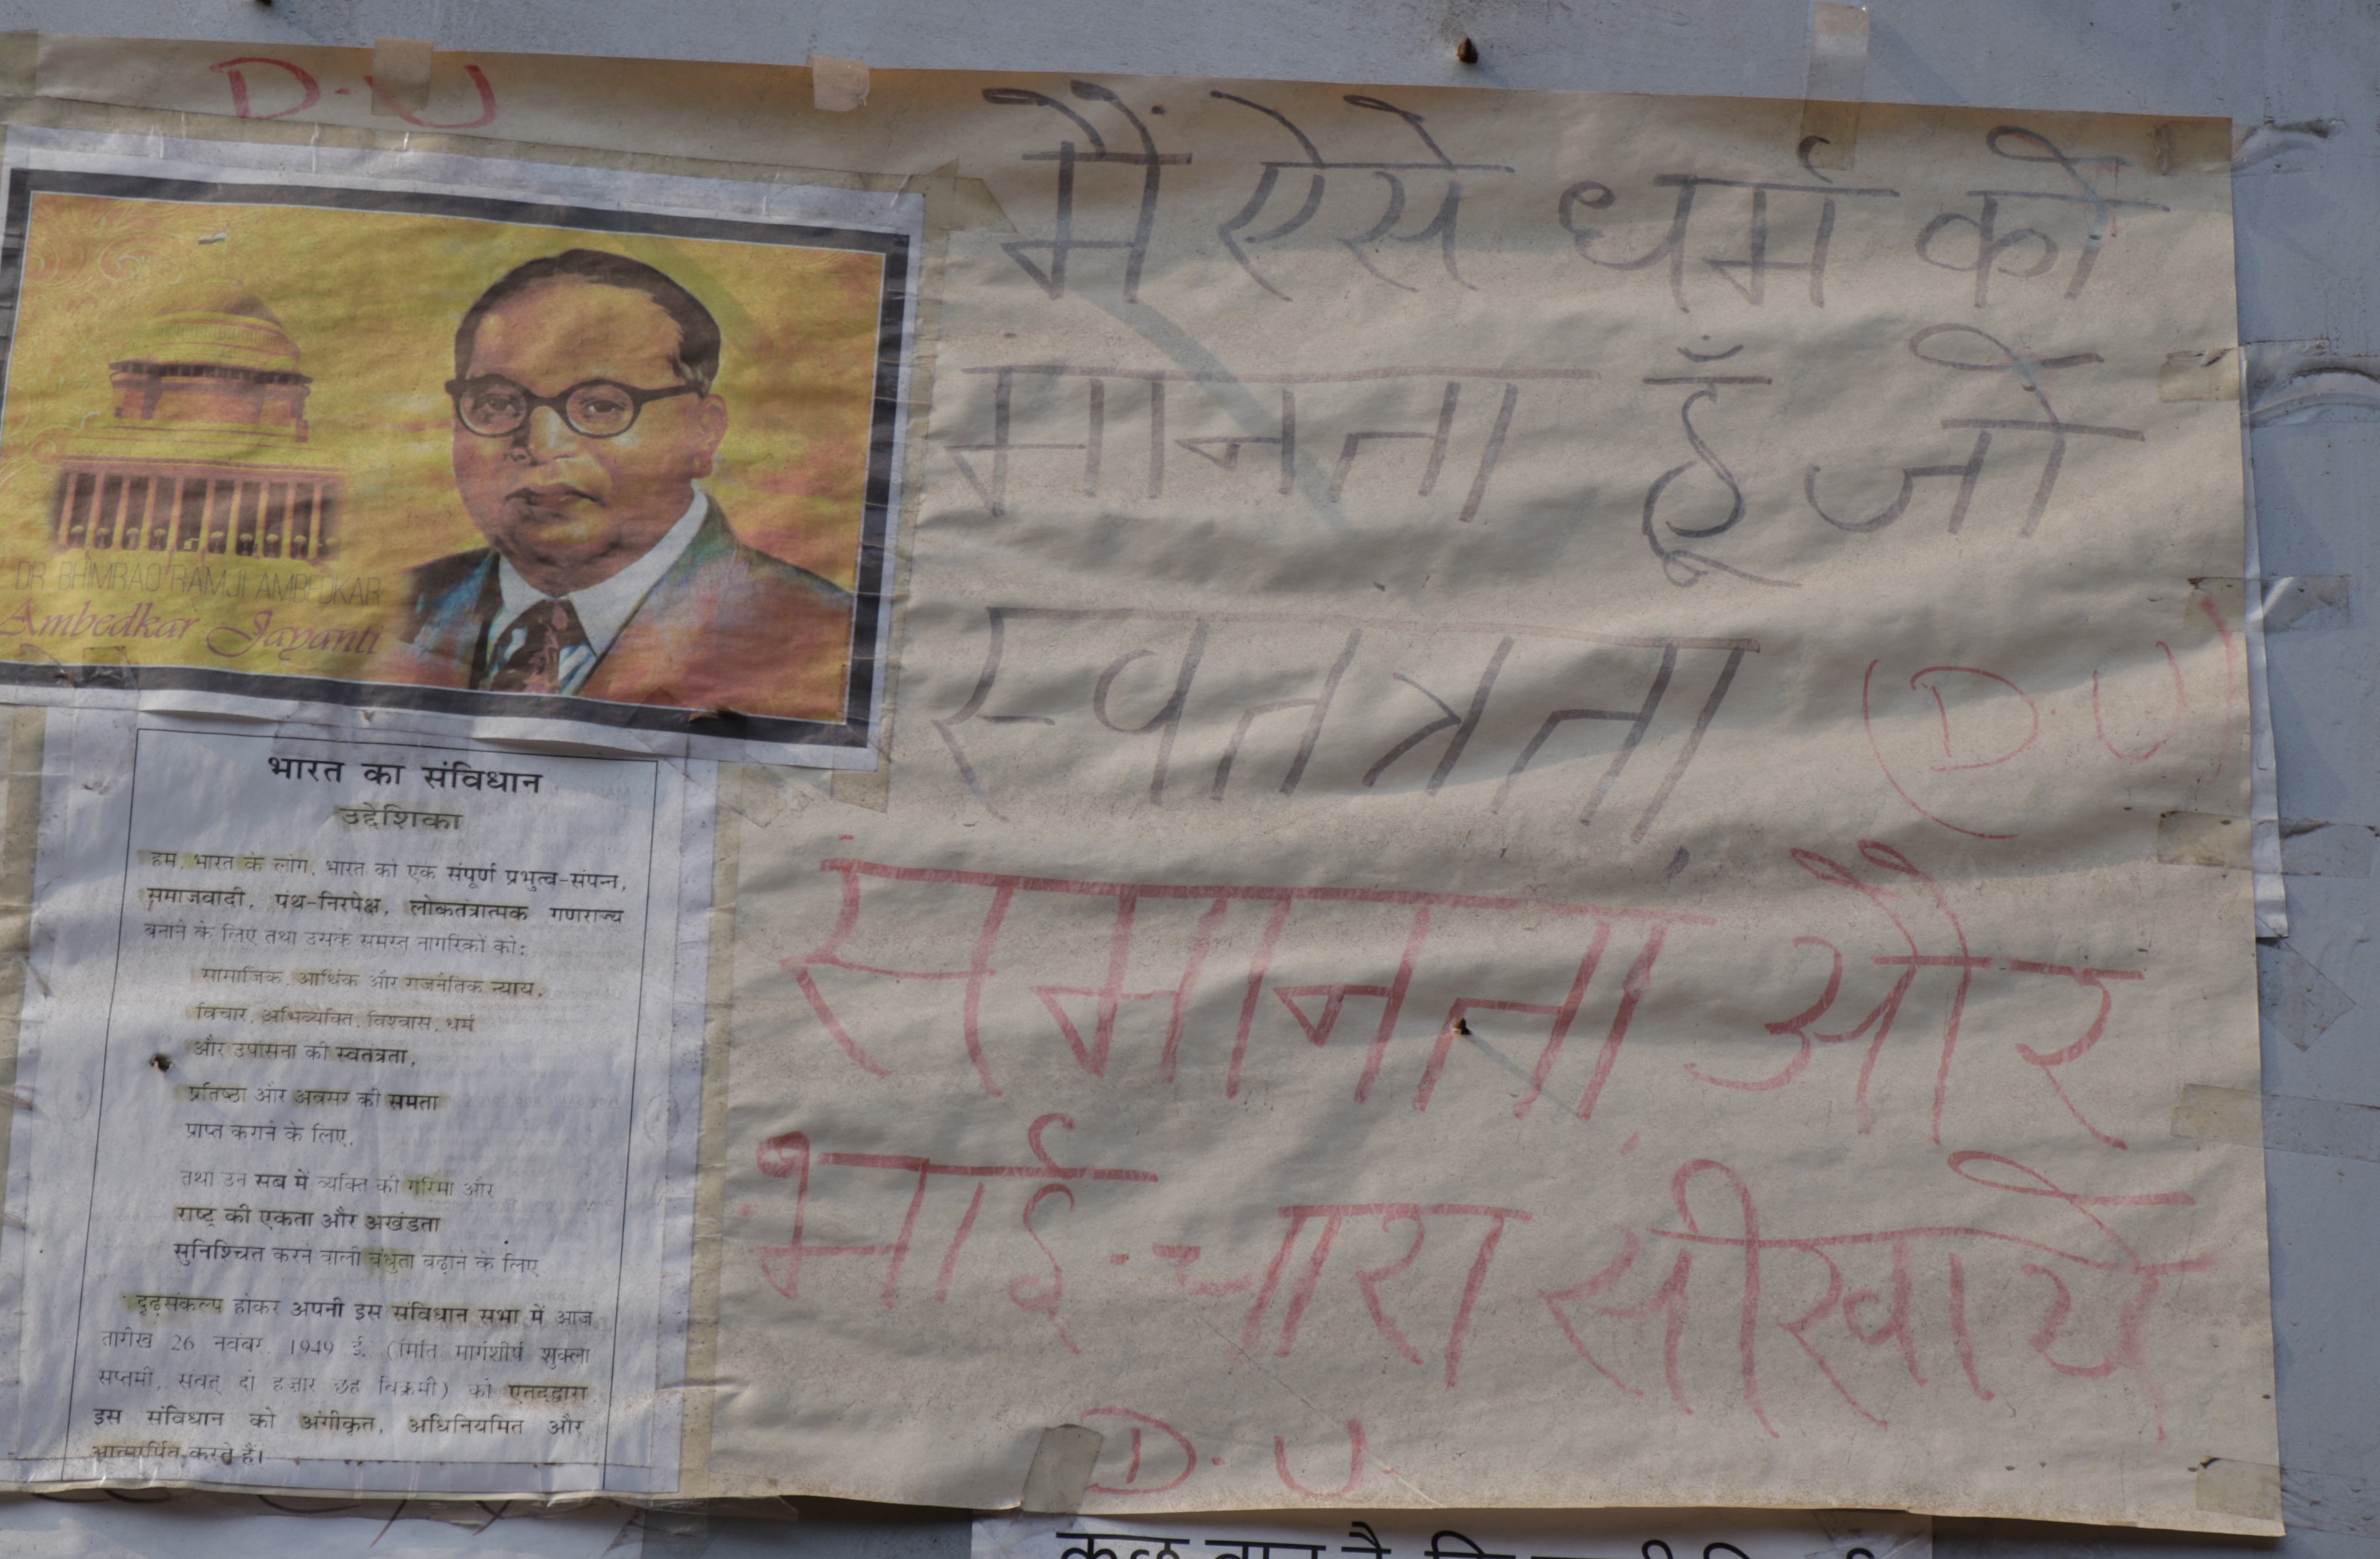 D.U
मैं ऐसे धर्म को
मानता हूँ जो
स्वतत्रता (D.U)
समानता और
भाई-चारा सीखाये
D.U.
DR. BHIMRAO RAMJI AMBEDKAR
Ambedkar Jayanti
भारत का संविधान
उद्देशिका
हम, भारत के लोग, भारत को एक संपूर्ण प्रभुत्व-संपन्न,
समाजवादी, पंथ-निरपेक्ष, लोकतंत्रात्मक गणराज्य
बनाने के लिए तथा उसके समस्त नागरिकों को:
सामाजिक, आर्थिक और राजनैतिक न्याय,
विचार, अभिव्यक्ति, विश्वास, धर्म
और उपासना की स्वतंत्रता,
प्रतिष्ठा और अवसर की समता
प्राप्त कराने के लिए,
तथा उन सब में व्यक्ति की गरिमा और
राष्ट्र की एकता और अखंडता
सुनिश्चित करने वाली बंधुता बढ़ाने के लिए
दृढ़संकल्प होकर अपनी इस संविधान सभा में आज
तारीख 26 नवंबर, 1949 ई. (मिति मार्गशीर्ष शुक्ला
सप्तमी, संवत् दो हजार छह विक्रमी) को एतद्द्वारा
इस संविधान को अंगीकृत, अधिनियमित और
आत्मार्पित करते हैं।